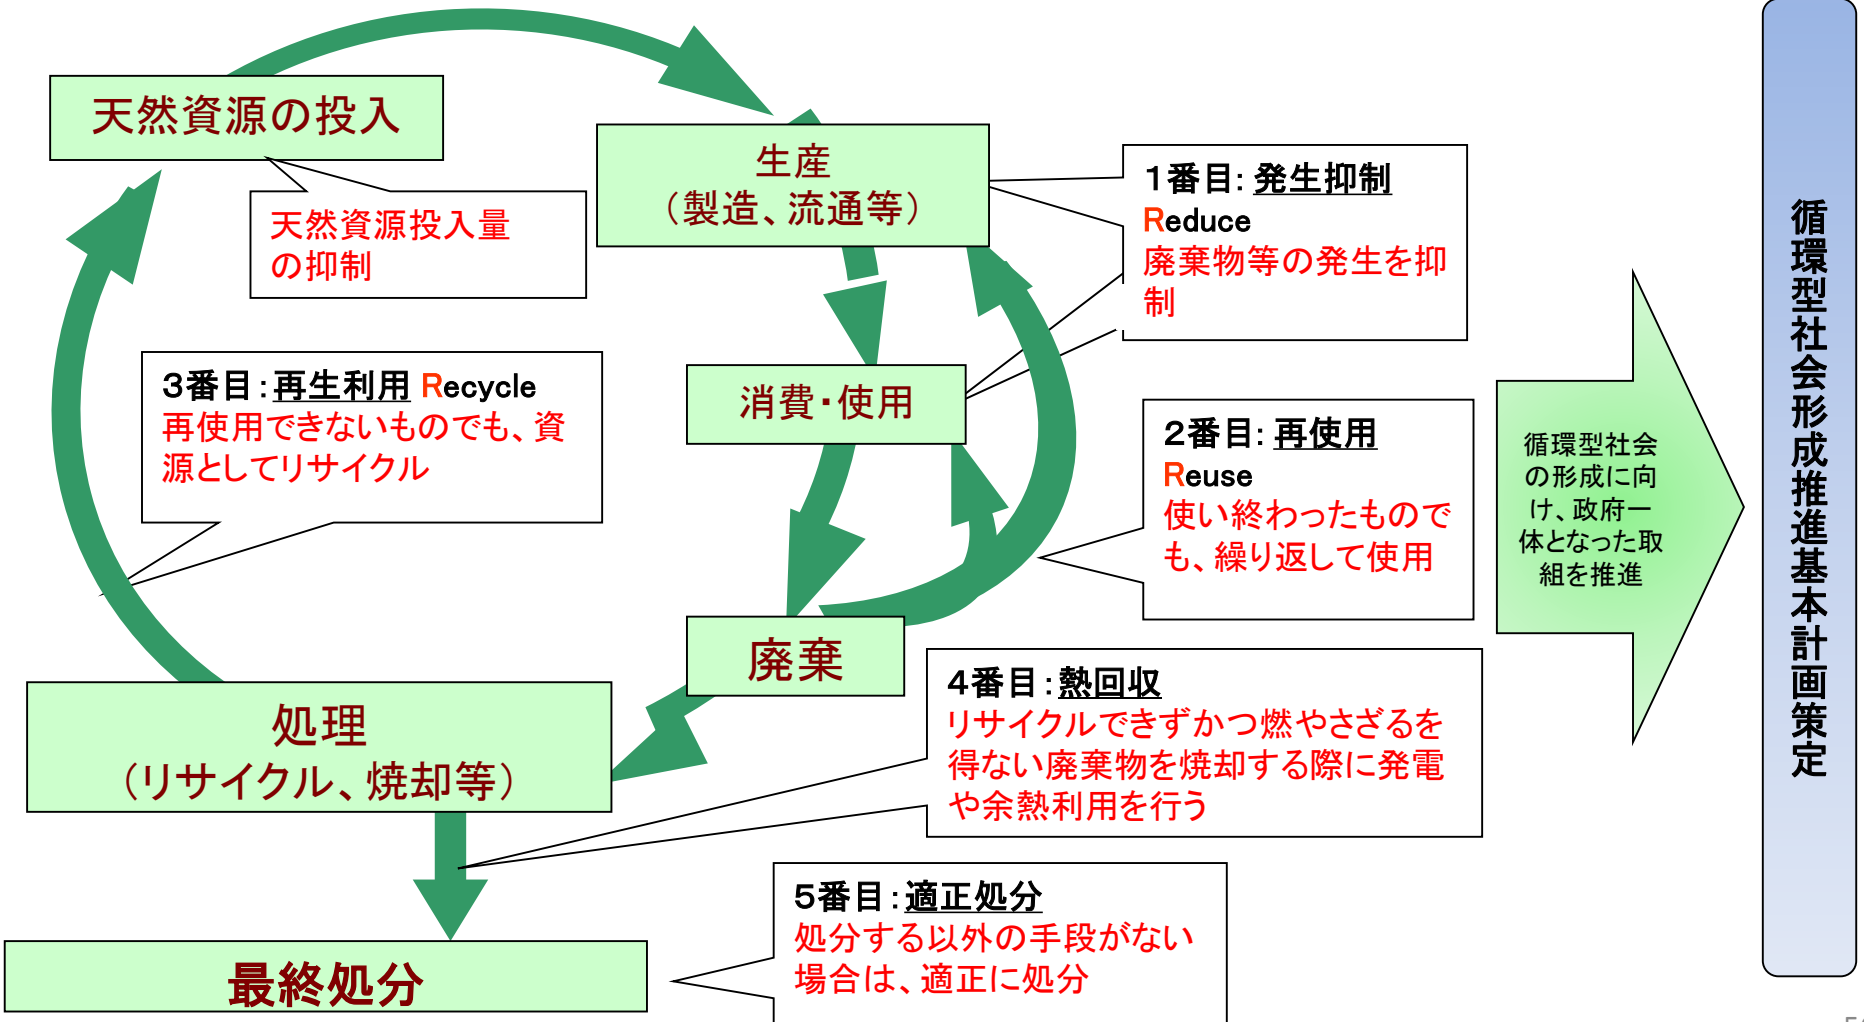 天然資源の投入
天然資源投入量
の抑制
生産
（製造、流通等）
1番目：発生抑制
Reduce
廃棄物等の発生を抑
制
3番目：再生利用 Recycle
再使用できないものでも、資
源としてリサイクル
消費・使用
2番目：再使用
Reuse
使い終わったもので
も、繰り返して使用
廃棄
処理
（リサイクル、焼却等）
4番目：熱回収
リサイクルできずかつ燃やさざるを
得ない廃棄物を焼却する際に発電
や余熱利用を行う
最終処分
5番目：適正処分
処分する以外の手段がない
場合は、適正に処分
循環型社会
の形成に向
け、政府一
体となった取
組を推進
循環型社会形成推進基本計画策定